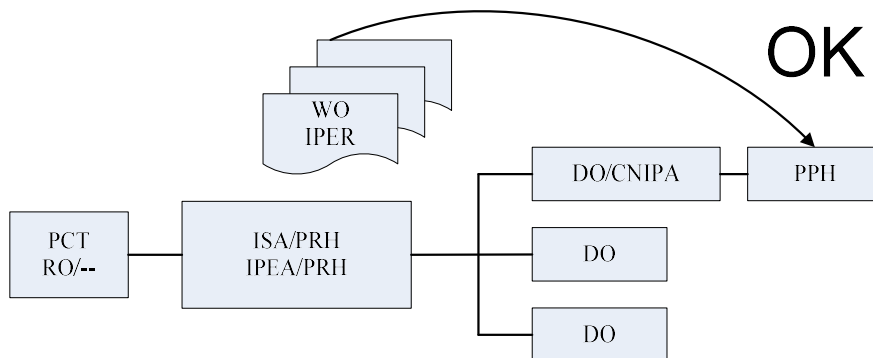 OK
WO
IPER
DO/CNIPA
PPH
PCT
RO/--
ISA/PRH
IPEA/PRH
DO
DO